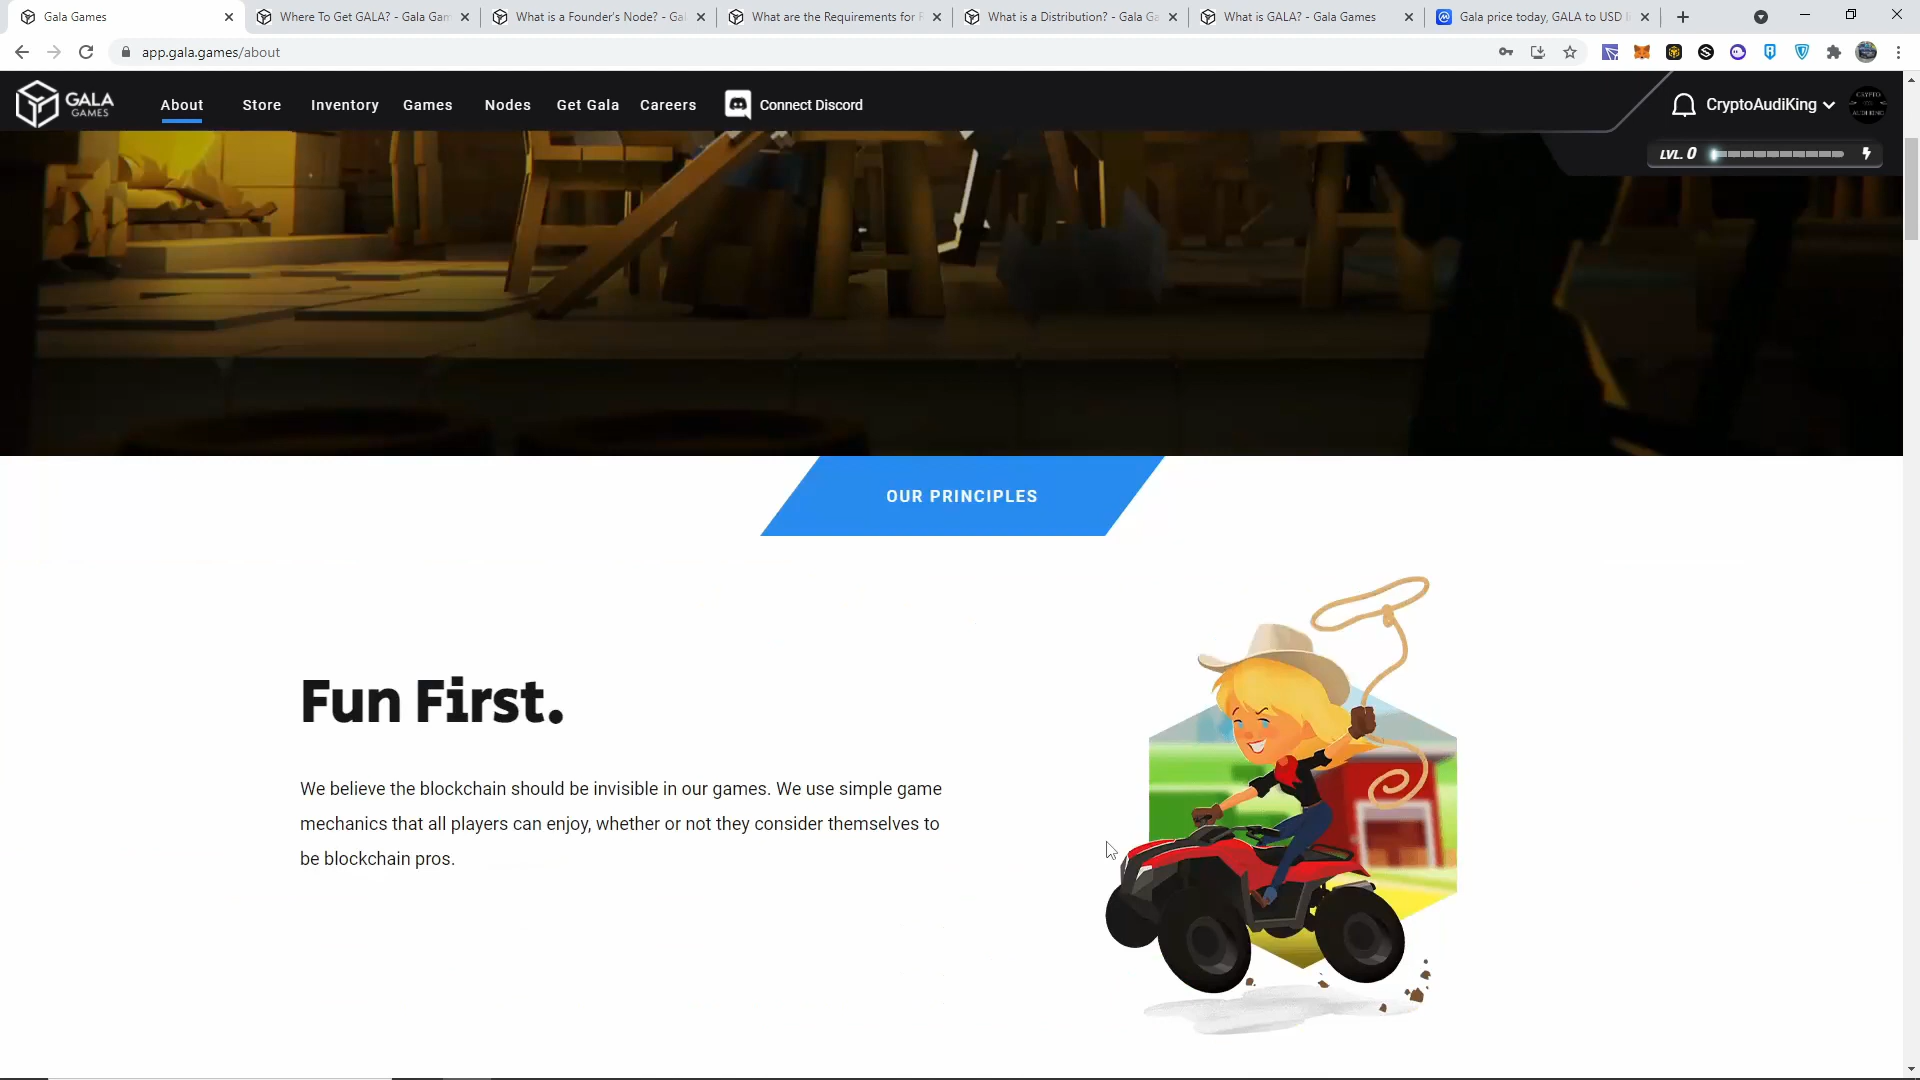 Gala Games
Where To Get GALA? - Gala Gam
What is a Founder's Node? - Ga
What are the Requirements for
What is a Distribution? - Gala G
What is GALA? - Gala Games
Gala price today, GALA to USD
app.gala.games/about
GALA
GAMES
About
Store
Inventory
Games
Nodes
Get Gala
Careers
Connect Discord
CryptoAudiKing
CRYPTO
AUDI KING
LVL. 0
OUR PRINCIPLES
Fun First.
We believe the blockchain should be invisible in our games. We use simple game
mechanics that all players can enjoy, whether or not they consider themselves to
be blockchain pros.